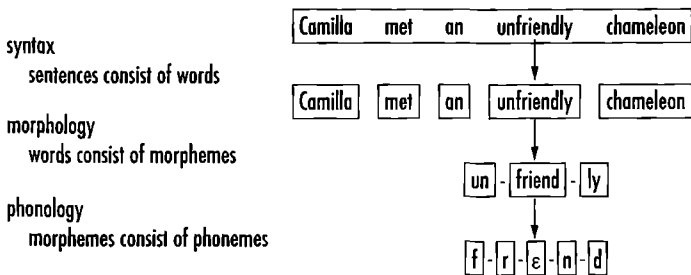 Camilla met an unfriendly chameleon
syntax
sentences consist of words
Camilla met an unfriendly chameleon
morphology
words consist of morphemes
un - friend - ly
phonology
morphemes consist of phonemes
f - r - ɛ - n - d